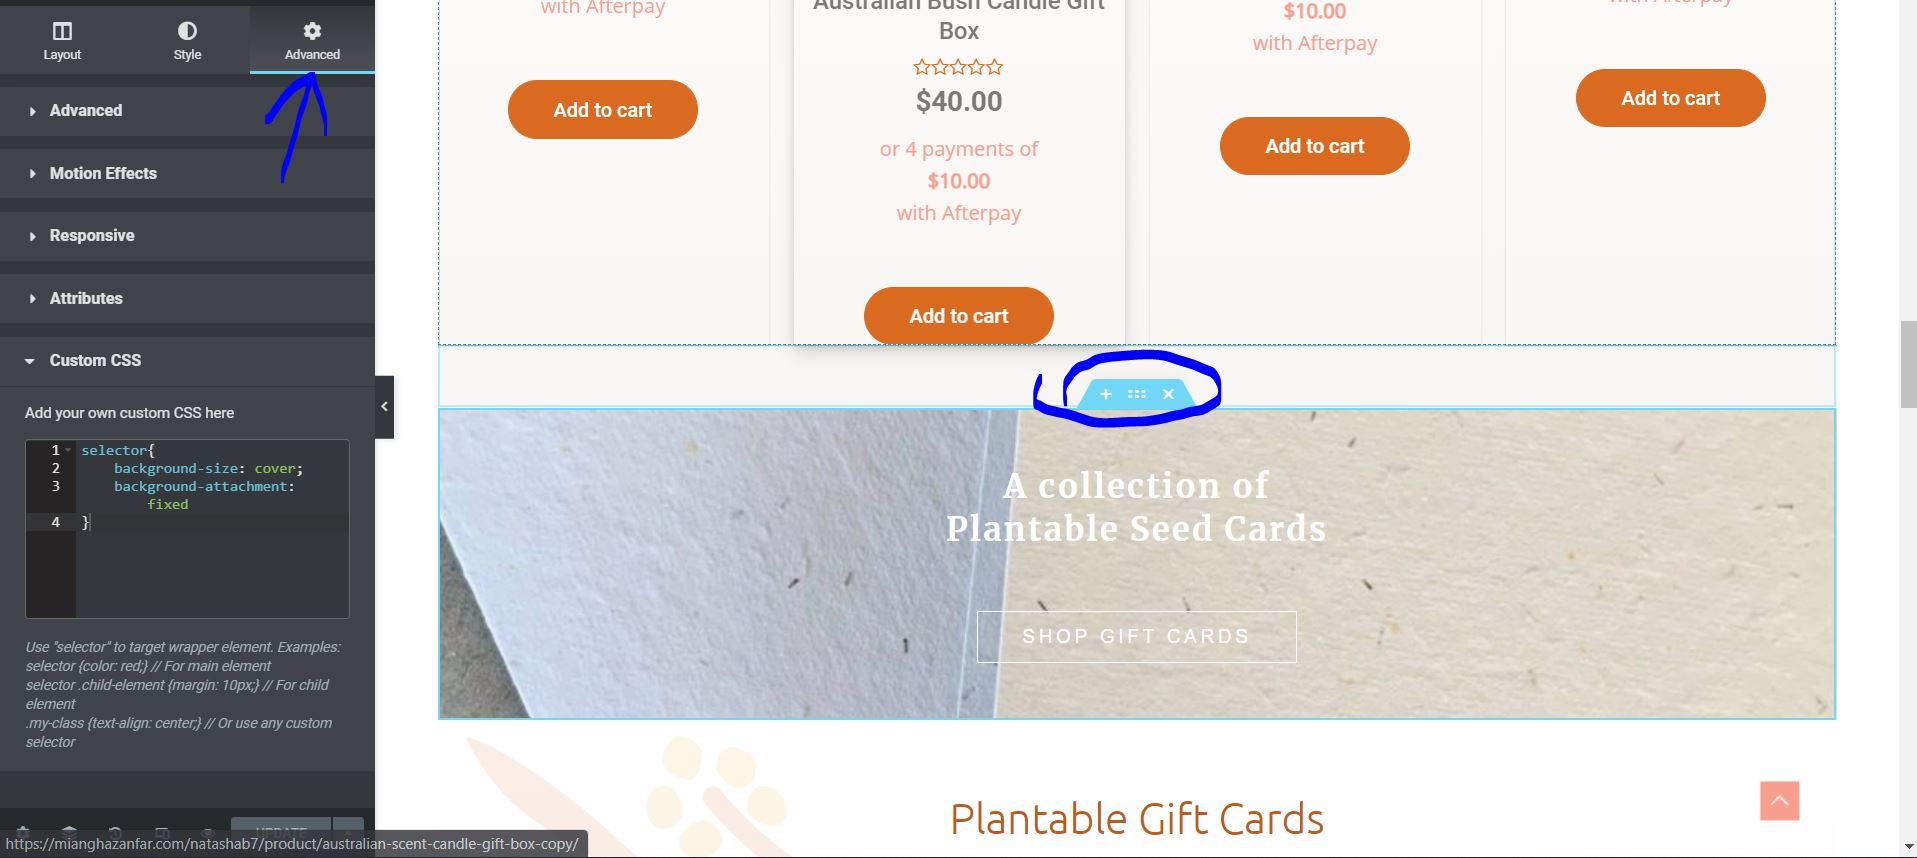 Layout
Style
Advanced
Advanced
Motion Effects
Responsive
Attributes
Custom CSS
Add your own custom CSS here
1 selector{
2 background-size: cover;
3 background-attachment:
fixed
4 }
Use "selector" to target wrapper element. Examples:
selector {color: red;} // For main element
selector .child-element {margin: 10px;} // For child
element
.my-class {text-align: center;} // Or use any custom
selector
UPDATE
https://mianghazanfar.com/natashab7/product/australian-scent-candle-gift-box-copy/
with Afterpay
Add to cart
Australian Bush Candle Gift
Box
$40.00
or 4 payments of
$10.00
with Afterpay
Add to cart
$10.00
with Afterpay
Add to cart
with Afterpay
Add to cart
A collection of
Plantable Seed Cards
SHOP GIFT CARDS
Plantable Gift Cards